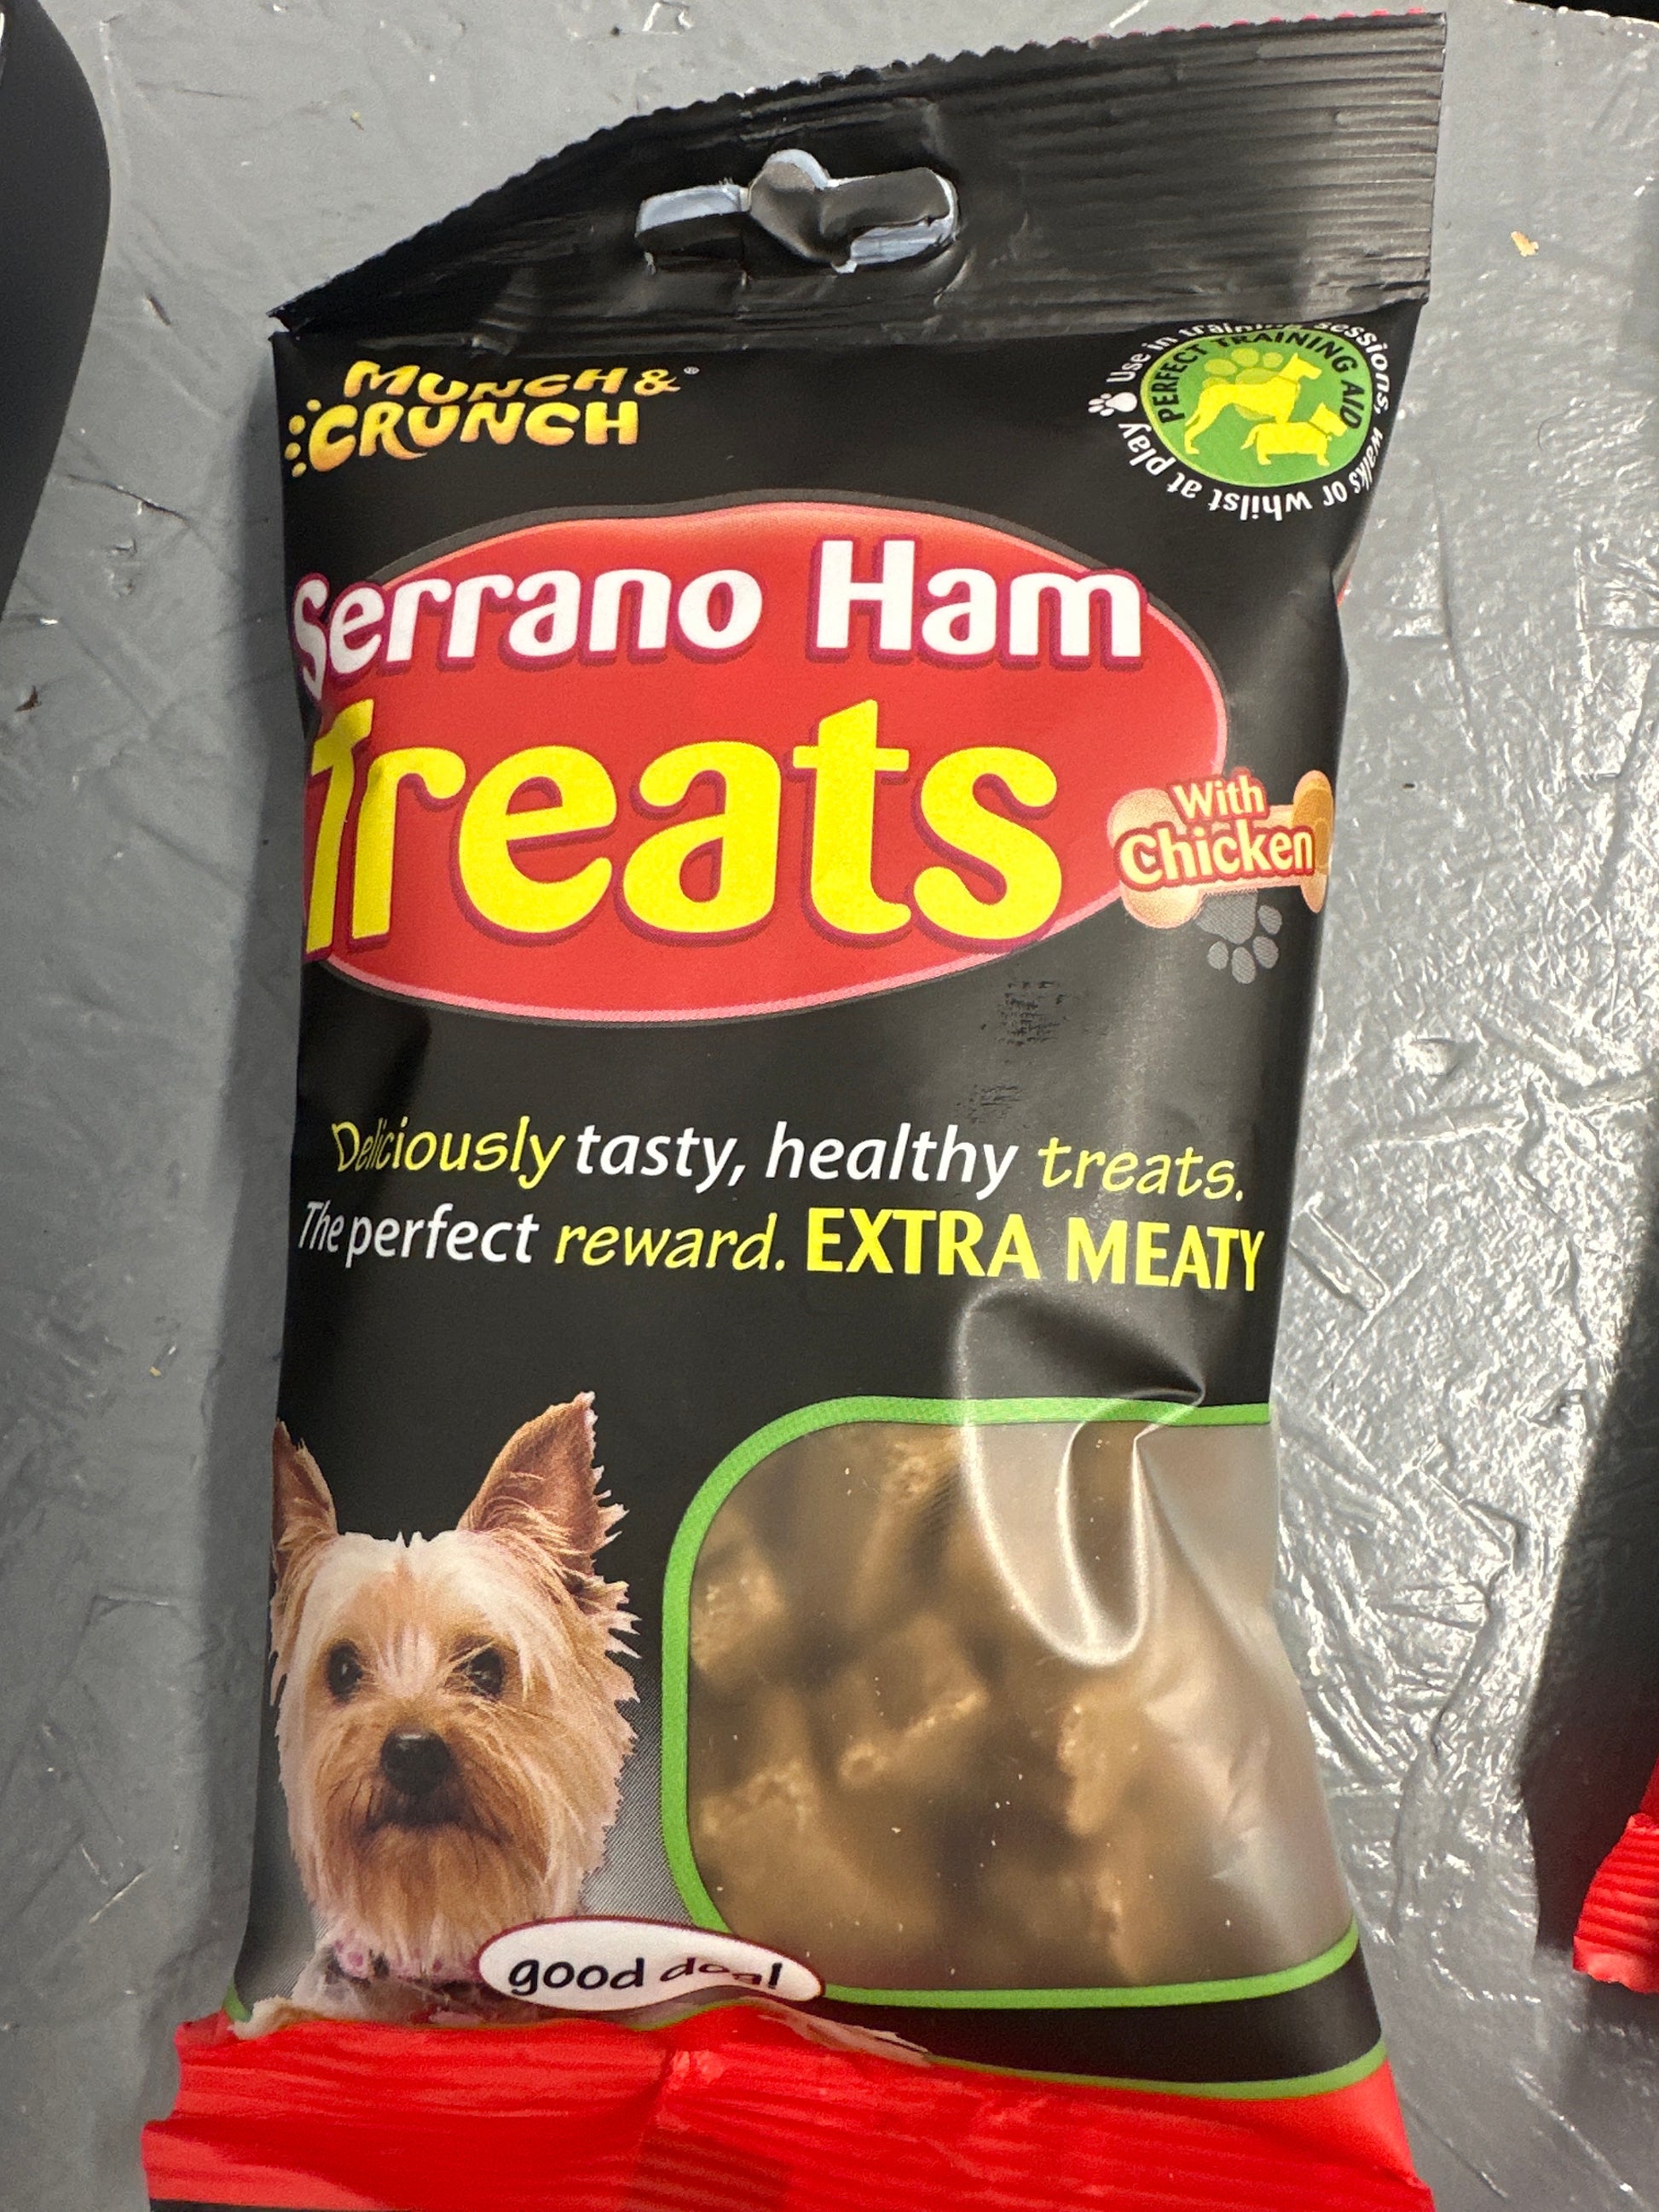 MUNCH &®
CRUNCH
Use in training sessions, walks or whilst at play
PERFECT TRAINING AID
Serrano Ham
Treats
With
Chicken
Deliciously tasty, healthy treats.
The perfect reward. EXTRA MEATY
good dog!